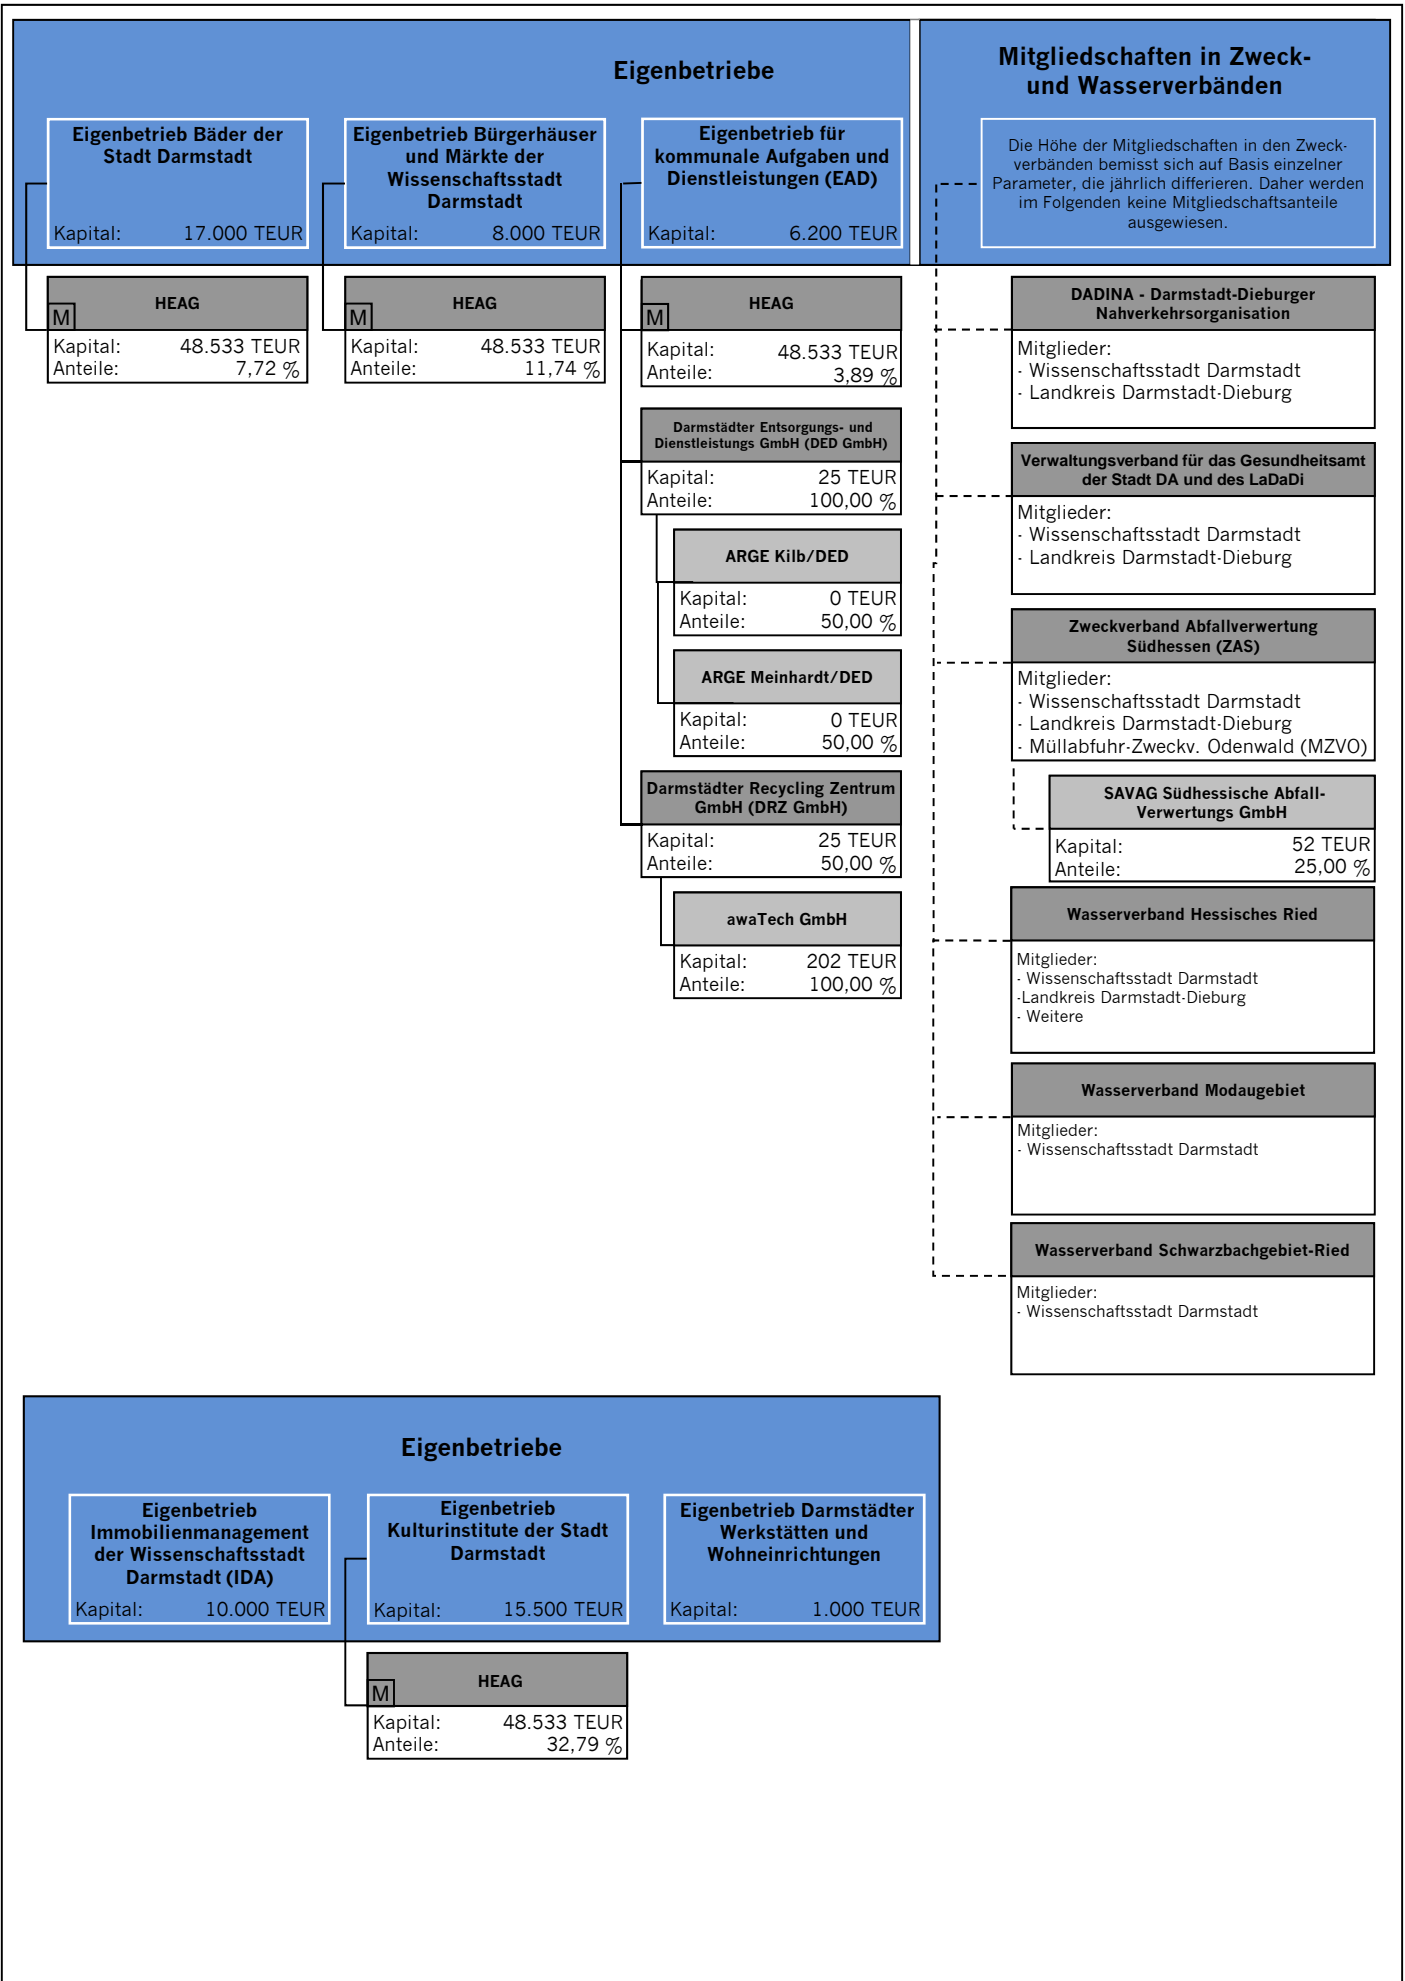 Eigenbetriebe
Eigenbetrieb Bäder der
Stadt Darmstadt
Kapital: 17.000 TEUR
HEAG
M
Kapital: 48.533 TEUR
Anteile: 7,72 %
Eigenbetrieb Bürgerhäuser
und Märkte der
Wissenschaftsstadt
Darmstadt
Kapital: 8.000 TEUR
HEAG
M
Kapital: 48.533 TEUR
Anteile: 11,74 %
Eigenbetrieb für
kommunale Aufgaben und
Dienstleistungen (EAD)
Kapital: 6.200 TEUR
HEAG
M
Kapital: 48.533 TEUR
Anteile: 3,89 %
Darmstädter Entsorgungs- und
Dienstleistungs GmbH (DED GmbH)
Kapital: 25 TEUR
Anteile: 100,00 %
ARGE Kilb/DED
Kapital: 0 TEUR
Anteile: 50,00 %
ARGE Meinhardt/DED
Kapital: 0 TEUR
Anteile: 50,00 %
Darmstädter Recycling Zentrum
GmbH (DRZ GmbH)
Kapital: 25 TEUR
Anteile: 50,00 %
awaTech GmbH
Kapital: 202 TEUR
Anteile: 100,00 %
Mitgliedschaften in Zweck-
und Wasserverbänden
Die Höhe der Mitgliedschaften in den Zweck-
verbänden bemisst sich auf Basis einzelner
Parameter, die jährlich differieren. Daher werden
im Folgenden keine Mitgliedschaftsanteile
ausgewiesen.
DADINA - Darmstadt-Dieburger
Nahverkehrsorganisation
Mitglieder:
- Wissenschaftsstadt Darmstadt
- Landkreis Darmstadt-Dieburg
Verwaltungsverband für das Gesundheitsamt
der Stadt DA und des LaDaDi
Mitglieder:
- Wissenschaftsstadt Darmstadt
- Landkreis Darmstadt-Dieburg
Zweckverband Abfallverwertung
Südhessen (ZAS)
Mitglieder:
- Wissenschaftsstadt Darmstadt
- Landkreis Darmstadt-Dieburg
- Müllabfuhr-Zweckv. Odenwald (MZVO)
SAVAG Südhessische Abfall-
Verwertungs GmbH
Kapital: 52 TEUR
Anteile: 25,00 %
Wasserverband Hessisches Ried
Mitglieder:
- Wissenschaftsstadt Darmstadt
-Landkreis Darmstadt-Dieburg
- Weitere
Wasserverband Modaugebiet
Mitglieder:
- Wissenschaftsstadt Darmstadt
Wasserverband Schwarzbachgebiet-Ried
Mitglieder:
- Wissenschaftsstadt Darmstadt
Eigenbetriebe
Eigenbetrieb
Immobilienmanagement
der Wissenschaftsstadt
Darmstadt (IDA)
Kapital: 10.000 TEUR
Eigenbetrieb
Kulturinstitute der Stadt
Darmstadt
Kapital: 15.500 TEUR
HEAG
M
Kapital: 48.533 TEUR
Anteile: 32,79 %
Eigenbetrieb Darmstädter
Werkstätten und
Wohneinrichtungen
Kapital: 1.000 TEUR